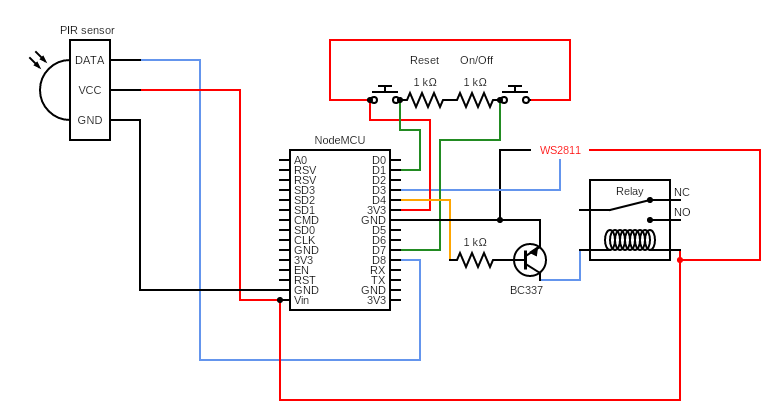 PIR sensor
DATA
VCC
GND
Reset
On/Off
1 kΩ
1 kΩ
NodeMCU
A0
RSV
RSV
SD3
SD2
SD1
CMD
SD0
CLK
GND
3V3
EN
RST
GND
Vin
D0
D1
D2
D3
D4
3V3
GND
D5
D6
D7
D8
RX
TX
GND
3V3
WS2811
Relay
NC
NO
1 kΩ
BC337